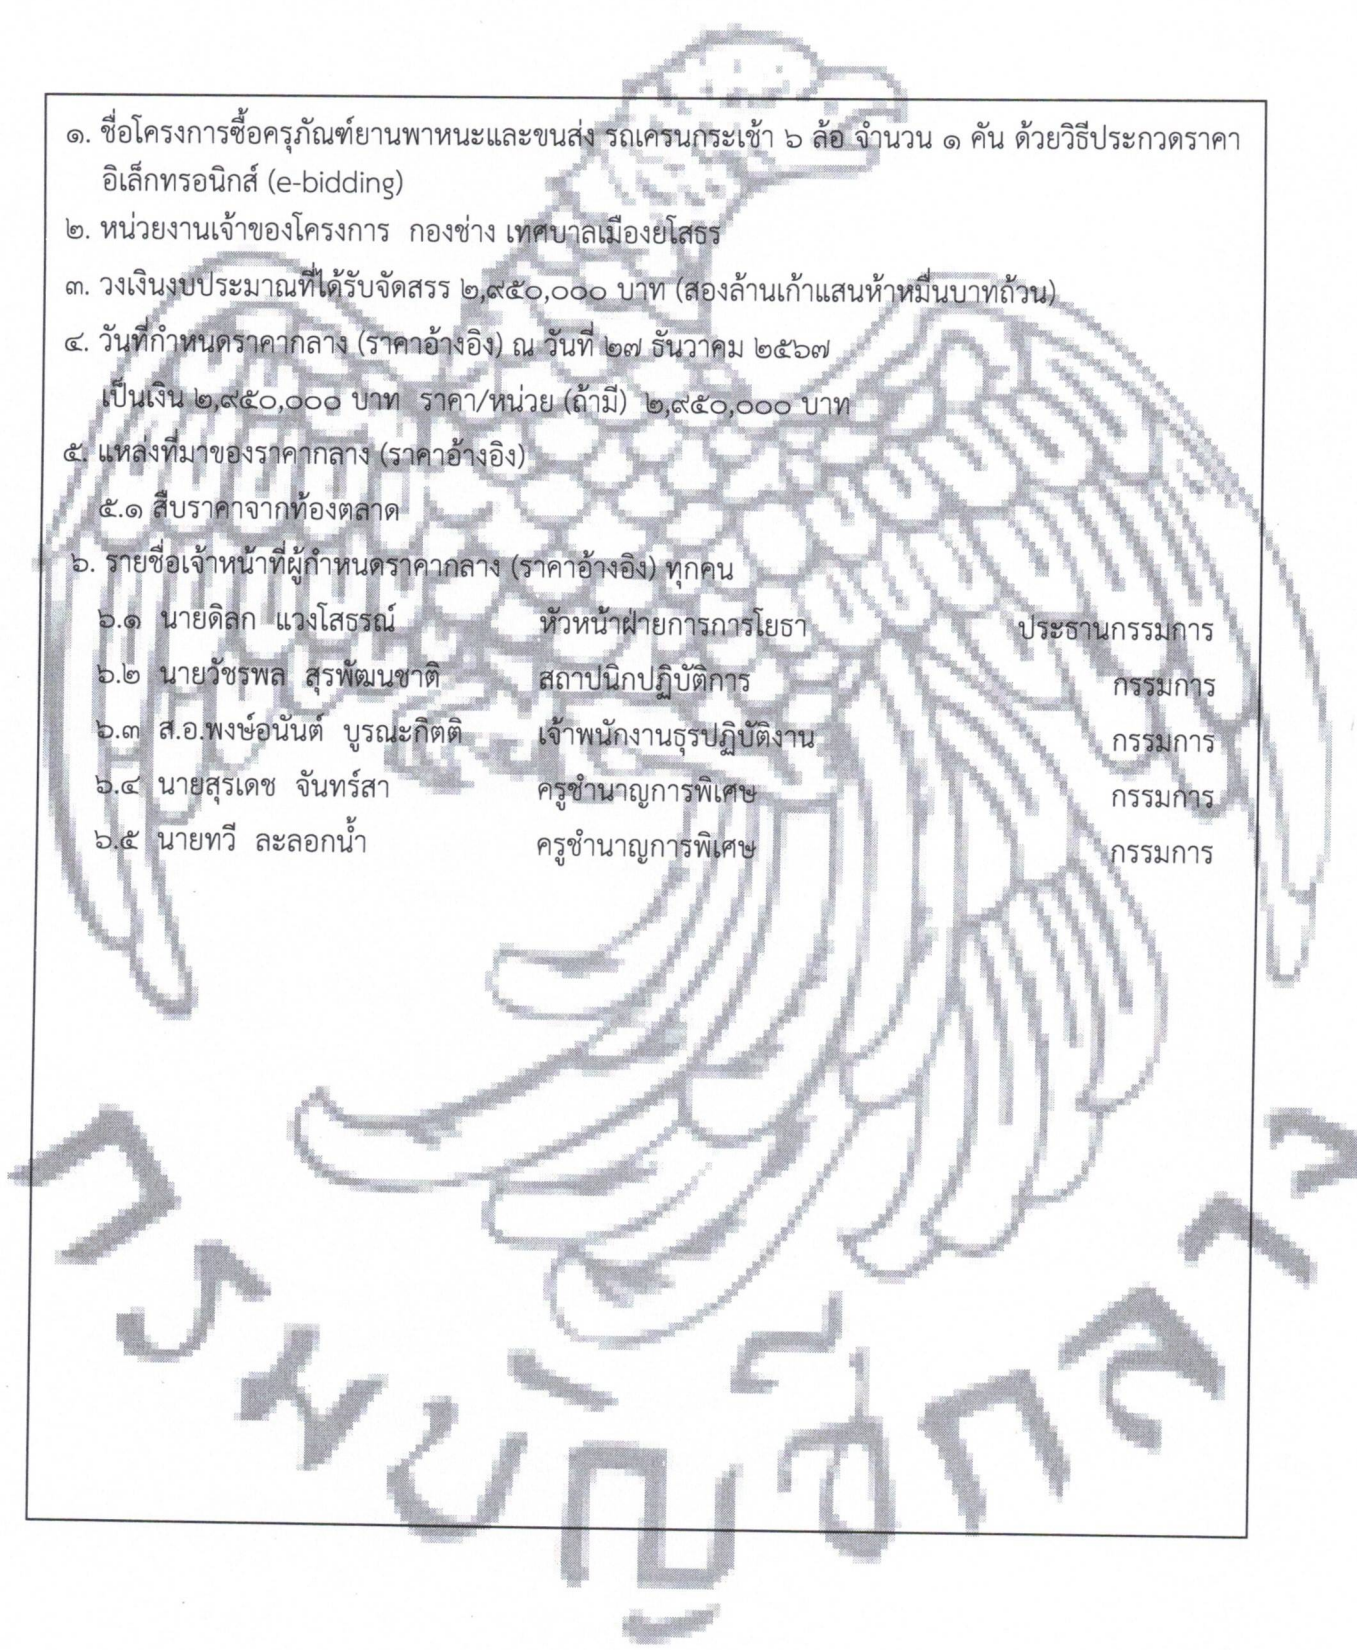 ๑. ชื่อโครงการซื้อครุภัณฑ์ยานพาหนะและขนส่ง รถเครนกระเช้า ๖ ล้อ จำนวน ๑ คัน ด้วยวิธีประกวดราคา
อิเล็กทรอนิกส์ (e-bidding)
๒. หน่วยงานเจ้าของโครงการ กองช่าง เทศบาลเมืองยโสธร
๓. วงเงินงบประมาณที่ได้รับจัดสรร ๒,๙๕๐,๐๐๐ บาท (สองล้านเก้าแสนห้าหมื่นบาทถ้วน)
๔. วันที่กำหนดราคากลาง (ราคาอ้างอิง) ณ วันที่ ๒๗ ธันวาคม ๒๕๖๗
เป็นเงิน ๒,๙๕๐,๐๐๐ บาท ราคา/หน่วย (ถ้ามี) ๒,๙๕๐,๐๐๐ บาท
๕. แหล่งที่มาของราคากลาง (ราคาอ้างอิง)
๕.๑ สืบราคาจากท้องตลาด
๖. รายชื่อเจ้าหน้าที่ผู้กำหนดราคากลาง (ราคาอ้างอิง) ทุกคน
๖.๑ นายดิลก แวงโสธรณ์ หัวหน้าฝ่ายการการโยธา ประธานกรรมการ
๖.๒ นายวัชรพล สุรพัฒนชาติ สถาปนิกปฏิบัติการ กรรมการ
๖.๓ ส.อ.พงษ์อนันต์ บูรณะกิตติ เจ้าพนักงานธุรปฏิบัติงาน กรรมการ
๖.๔ นายสุรเดช จันทร์สา ครูชำนาญการพิเศษ กรรมการ
๖.๕ นายทวี ละลอกน้ำ ครูชำนาญการพิเศษ กรรมการ
กรมบัญชีกลาง